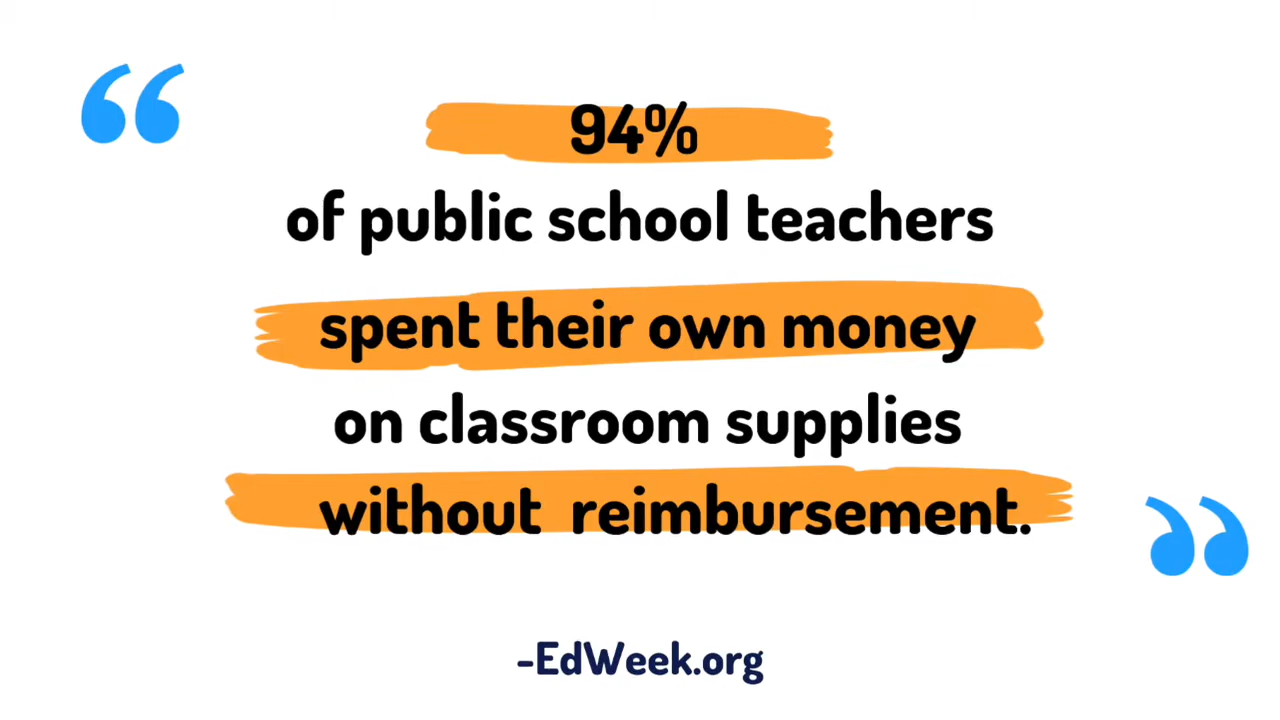 94%
of public school teachers
spent their own money
on classroom supplies
without reimbursement.
-EdWeek.org